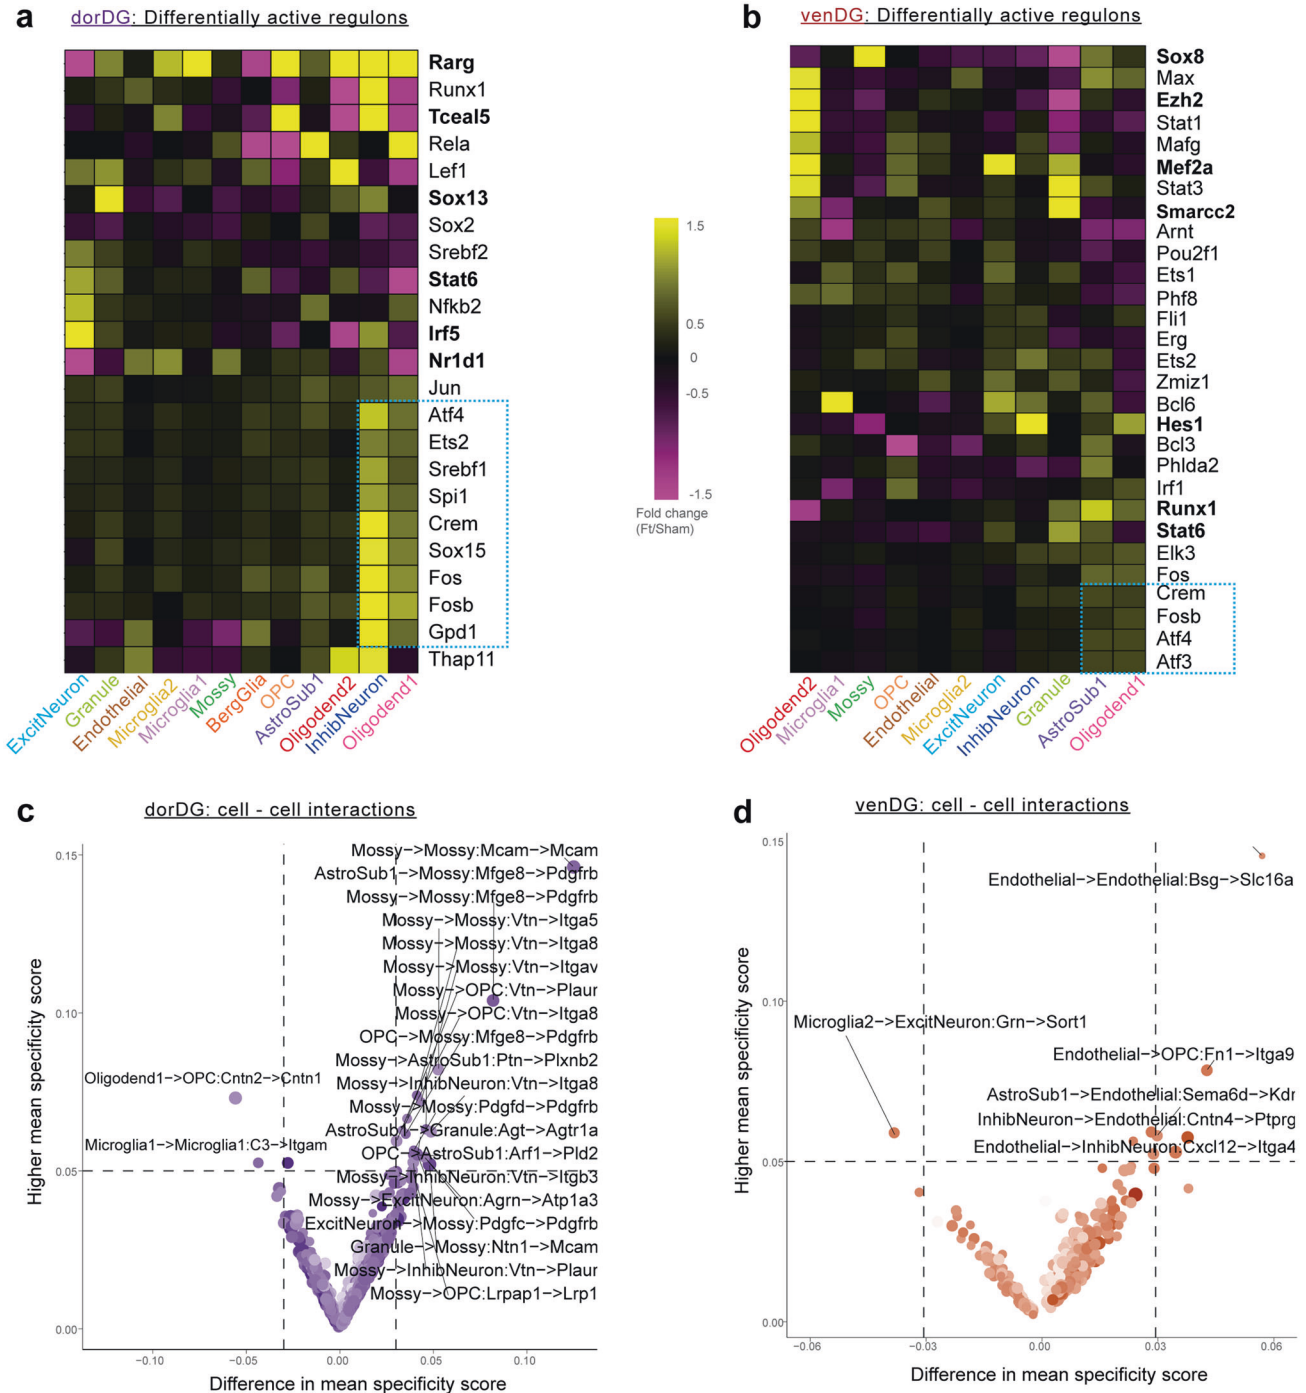 a
dorDG: Differentially active regulons
Rarg
Runx1
Tceal5
Rela
Lef1
Sox13
Sox2
Srebf2
Stat6
Nfkb2
Irf5
Nr1d1
Jun
Atf4
Ets2
Srebf1
Spi1
Crem
Sox15
Fos
Fosb
Gpd1
Thap11
ExcitNeuron
Granule
Endothelial
Microglia2
Microglia1
Mossy
BergGlia
OPC
AstroSub1
Oligodend2
InhibNeuron
Oligodend1
1.5
0.5
0
-0.5
-1.5
Fold change
(Ft/Sham)
b
venDG: Differentially active regulons
Sox8
Max
Ezh2
Stat1
Mafg
Mef2a
Stat3
Smarcc2
Arnt
Pou2f1
Ets1
Phf8
Fli1
Erg
Ets2
Zmiz1
Bcl6
Hes1
Bcl3
Phlda2
Irf1
Runx1
Stat6
Elk3
Fos
Crem
Fosb
Atf4
Atf3
Oligodend2
Microglia1
Mossy
OPC
Endothelial
Microglia2
ExcitNeuron
InhibNeuron
Granule
AstroSub1
Oligodend1
c
dorDG: cell - cell interactions
Higher mean specificity score
0.15
0.10
0.05
0.00
Mossy->Mossy:Mcam->Mcam
AstroSub1->Mossy:Mfge8->Pdgfrb
Mossy->Mossy:Mfge8->Pdgfrb
Mossy->Mossy:Vtn->Itga5
Mossy->Mossy:Vtn->Itga8
Mossy->Mossy:Vtn->Itgav
Mossy->OPC:Vtn->Plaur
Mossy->OPC:Vtn->Itga8
OPC->Mossy:Mfge8->Pdgfrb
Mossy->AstroSub1:Ptn->Plxnb2
Oligodend1->OPC:Cntn2->Cntn1
Mossy->InhibNeuron:Vtn->Itga8
Mossy->Mossy:Pdgfd->Pdgfrb
AstroSub1->Granule:Agt->Agtr1a
Microglia1->Microglia1:C3->Itgam
OPC->AstroSub1:Arf1->Pld2
Mossy->InhibNeuron:Vtn->Itgb3
Mossy->ExcitNeuron:Agrn->Atp1a3
ExcitNeuron->Mossy:Pdgfc->Pdgfrb
Granule->Mossy:Ntn1->Mcam
Mossy->InhibNeuron:Vtn->Plaur
Mossy->OPC:Lrpap1->Lrp1
−0.10
−0.05
0.00
0.05
0.10
Difference in mean specificity score
d
venDG: cell - cell interactions
Higher mean specificity score
0.15
0.10
0.05
0.00
Endothelial->Endothelial:Bsg->Slc16a
Microglia2->ExcitNeuron:Grn->Sort1
Endothelial->OPC:Fn1->Itga9
AstroSub1->Endothelial:Sema6d->Kdr
InhibNeuron->Endothelial:Cntn4->Ptprg
Endothelial->InhibNeuron:Cxcl12->Itga4
−0.06
−0.03
0.00
0.03
0.06
Difference in mean specificity score